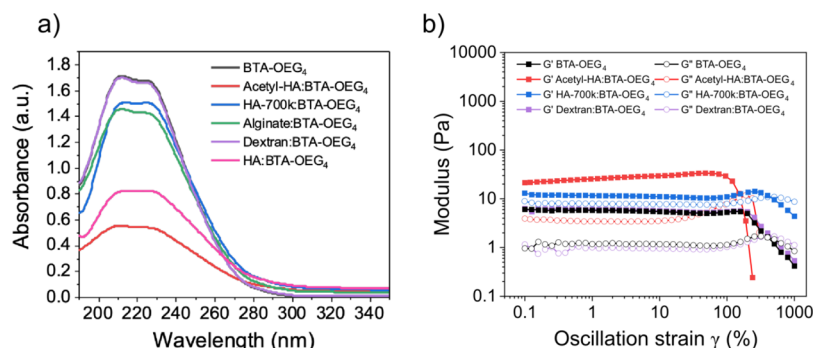 a)
1.8
1.6
1.4
1.2
1.0
0.8
0.6
0.4
0.2
0.0
Absorbance (a.u.)
BTA-OEG₄
Acetyl-HA:BTA-OEG₄
HA-700k:BTA-OEG₄
Alginate:BTA-OEG₄
Dextran:BTA-OEG₄
HA:BTA-OEG₄
200 220 240 260 280 300 320 340
Wavelength (nm)
b)
10000
1000
100
10
1
0.1
Modulus (Pa)
G' BTA-OEG₄ G" BTA-OEG₄
G' Acetyl-HA:BTA-OEG₄ G" Acetyl-HA:BTA-OEG₄
G' HA-700k:BTA-OEG₄ G" HA-700k:BTA-OEG₄
G' Dextran:BTA-OEG₄ G" Dextran:BTA-OEG₄
0.1 1 10 100 1000
Oscillation strain γ (%)